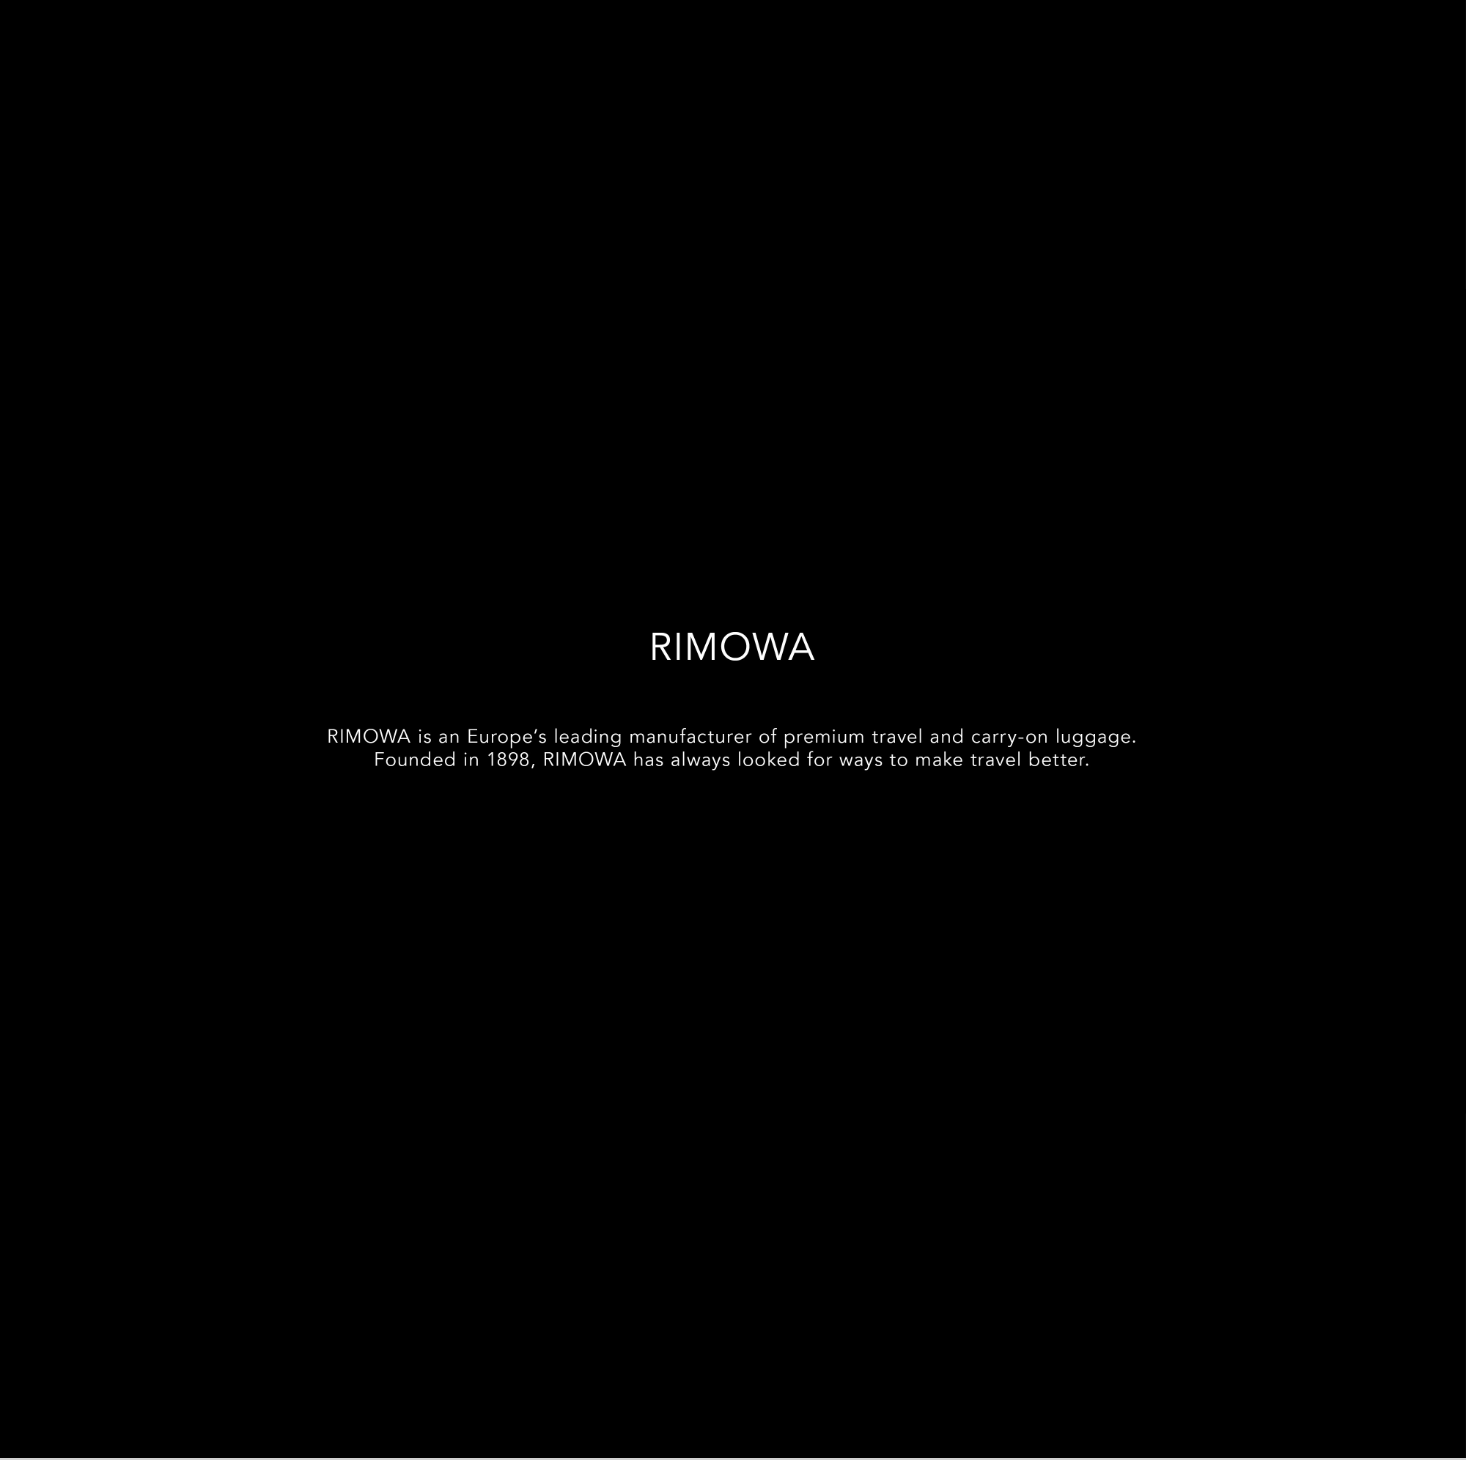 RIMOWA
RIMOWA is an Europe’s leading manufacturer of premium travel and carry-on luggage.
Founded in 1898, RIMOWA has always looked for ways to make travel better.